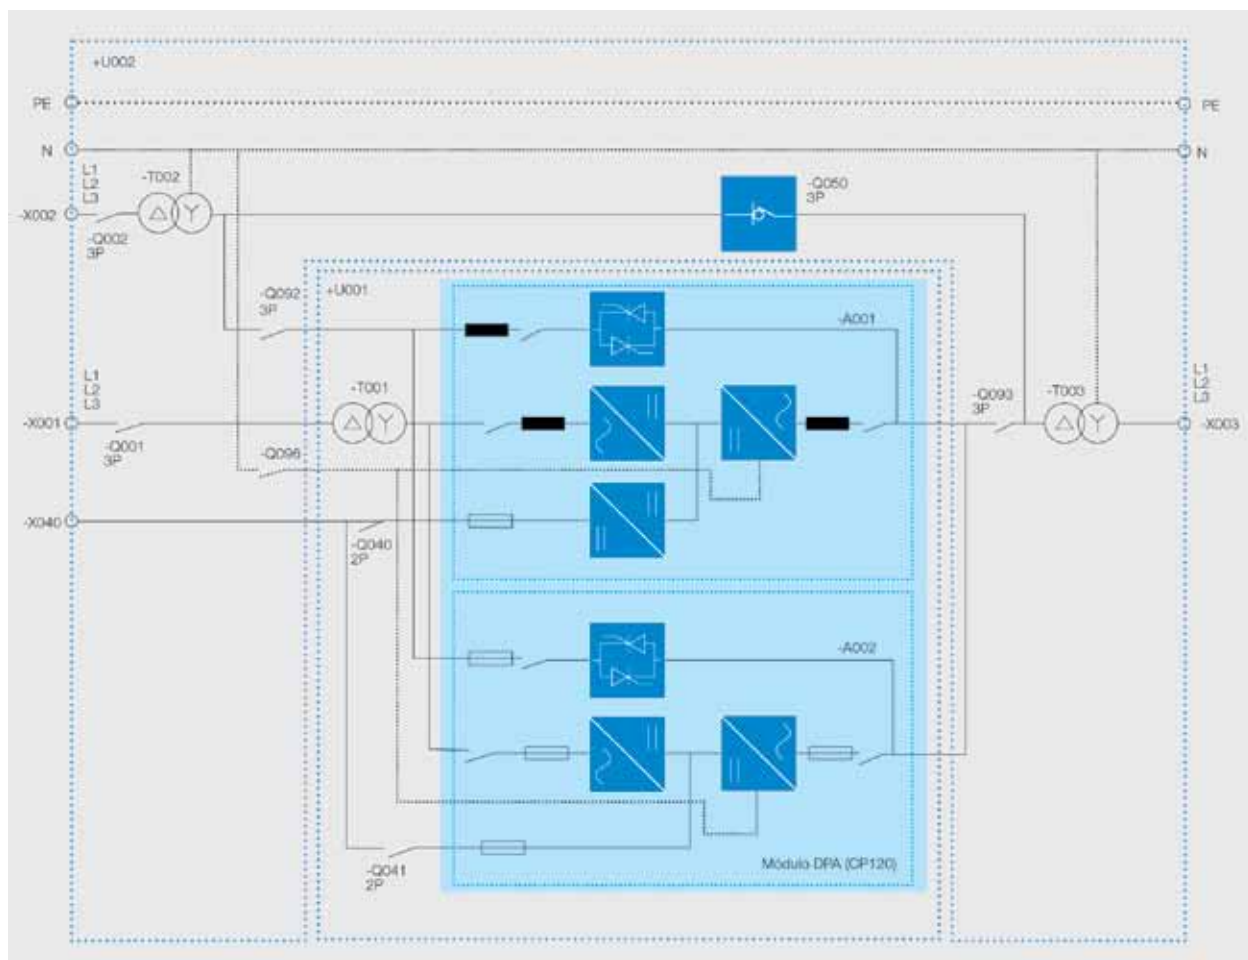 +U002
PE
PE
N
N
L1
L2
L3
-T002
-X002
-Q002
3P
-Q050
3P
-Q092
3P
+U001
-A001
L1
L2
L3
-T001
-X001
-Q001
3P
-Q096
-Q093
3P
-T003
L1
L2
L3
-X003
-X040
-Q040
2P
-A002
-Q041
2P
Módulo DPA (CP120)